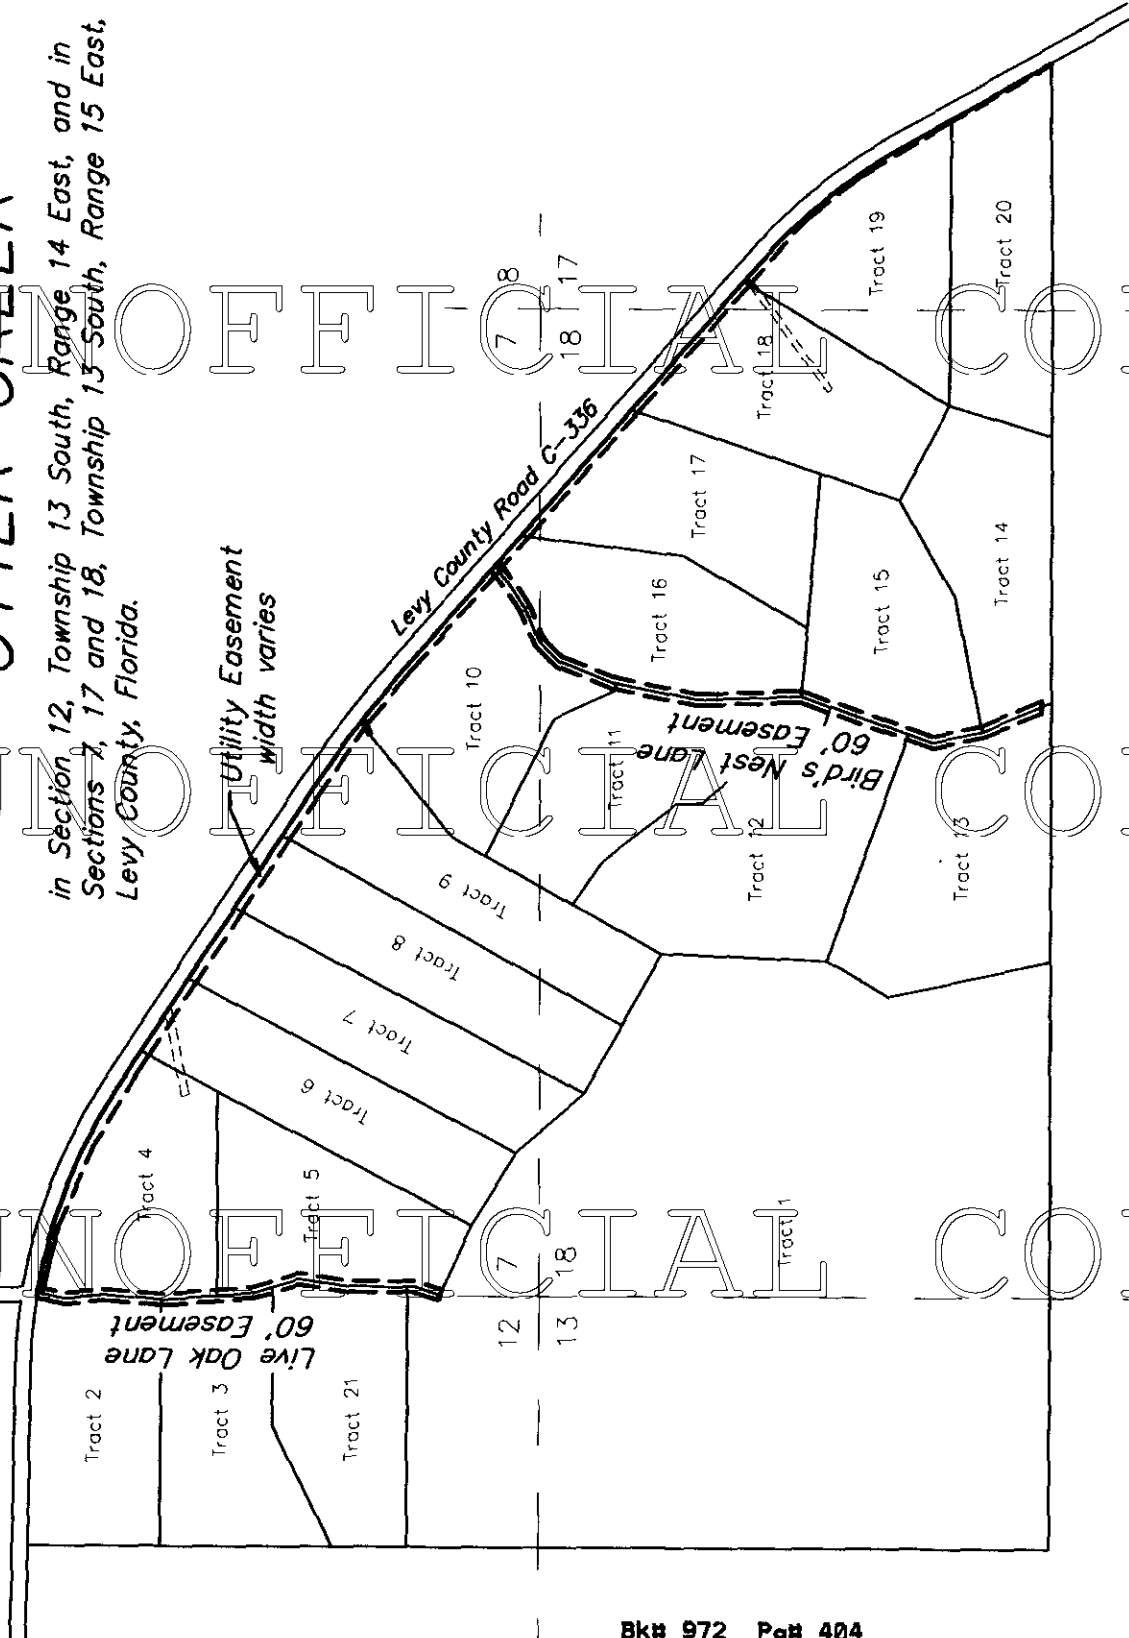 in Section 12, Township 13 South, Range 14 East, and in
Sections 7, 17 and 18, Township 13 South, Range 15 East,
Levy County, Florida.
Utility Easement
width varies
Levy County Road C-336
Live Oak Lane
60' Easement
Bird's Nest Lane
60' Easement
Tract 1
Tract 2
Tract 3
Tract 4
Tract 5
Tract 6
Tract 7
Tract 8
Tract 9
Tract 10
Tract 11
Tract 12
Tract 13
Tract 14
Tract 15
Tract 16
Tract 17
Tract 18
Tract 19
Tract 20
Tract 21
7 8
18 17
12 7
13 18
NOFFICIAL CO
NOFFICIAL CO
NOFFICIAL CO
Bk# 972 Pg# 404